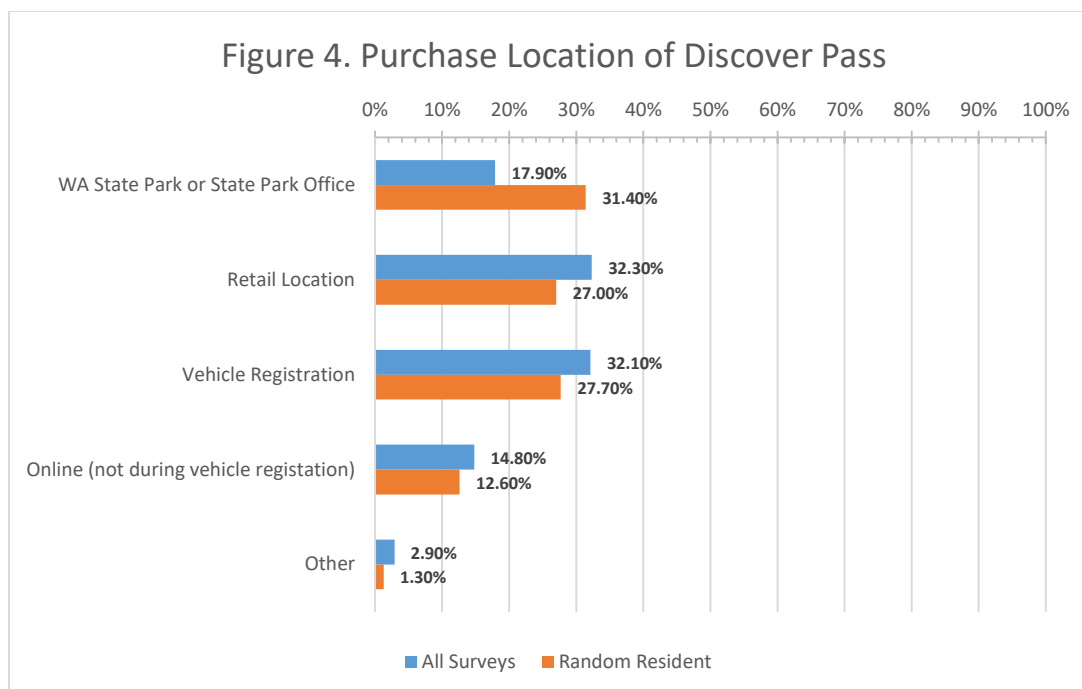 Figure 4. Purchase Location of Discover Pass
0% 10% 20% 30% 40% 50% 60% 70% 80% 90% 100%
WA State Park or State Park Office
17.90%
31.40%
Retail Location
32.30%
27.00%
Vehicle Registration
32.10%
27.70%
Online (not during vehicle registation)
14.80%
12.60%
Other
2.90%
1.30%
All Surveys Random Resident